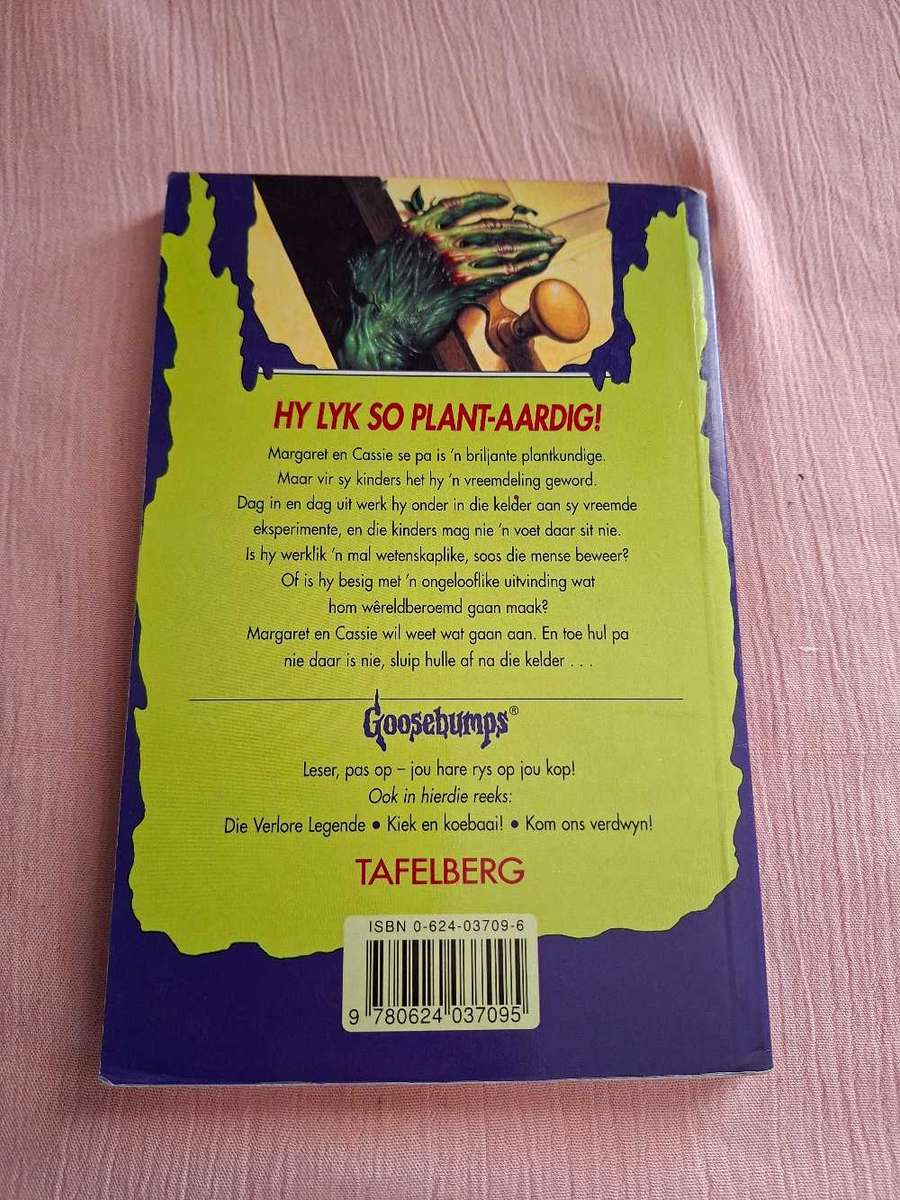 HY LYK SO PLANT-AARDIG!
Margaret en Cassie se pa is 'n briljante plantkundige.
Maar vir sy kinders het hy 'n vreemdeling geword.
Dag in en dag uit werk hy onder in die kelder aan sy vreemde
eksperimente, en die kinders mag nie 'n voet daar sit nie.
Is hy werklik 'n mal wetenskaplike, soos die mense beweer?
Of is hy besig met 'n ongelooflike uitvinding wat
hom wêreldberoemd gaan maak?
Margaret en Cassie wil weet wat gaan aan. En toe hul pa
nie daar is nie, sluip hulle af na die kelder . . .
Goosebumps®
Leser, pas op – jou hare rys op jou kop!
Ook in hierdie reeks:
Die Verlore Legende • Kiek en koebaai! • Kom ons verdwyn!
TAFELBERG
ISBN 0-624-03709-6
9 780624 037095